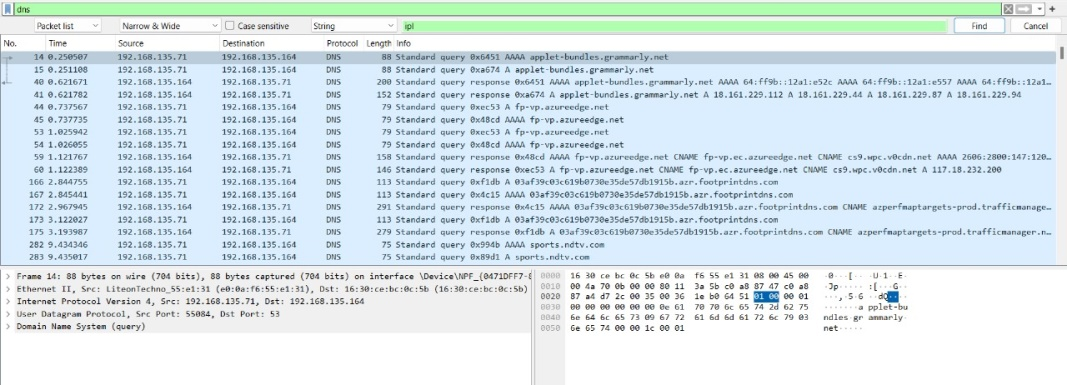 dns
Packet list Narrow & Wide Case sensitive String ipl Find Cancel
No. Time Source Destination Protocol Length Info
14 0.250507 192.168.135.71 192.168.135.164 DNS 88 Standard query 0x6451 AAAA applet-bundles.grammarly.net
15 0.251108 192.168.135.71 192.168.135.164 DNS 88 Standard query 0xa674 A applet-bundles.grammarly.net
40 0.621671 192.168.135.164 192.168.135.71 DNS 200 Standard query response 0x6451 AAAA applet-bundles.grammarly.net AAAA 64:ff9b::12a1:e52c AAAA 64:ff9b::12a1:e557 AAAA 64:ff9b::12a1…
41 0.621782 192.168.135.164 192.168.135.71 DNS 152 Standard query response 0xa674 A applet-bundles.grammarly.net A 18.161.229.112 A 18.161.229.44 A 18.161.229.87 A 18.161.229.94
44 0.737567 192.168.135.71 192.168.135.164 DNS 79 Standard query 0xec53 A fp-vp.azureedge.net
45 0.737735 192.168.135.71 192.168.135.164 DNS 79 Standard query 0x48cd AAAA fp-vp.azureedge.net
53 1.025942 192.168.135.71 192.168.135.164 DNS 79 Standard query 0xec53 A fp-vp.azureedge.net
54 1.026055 192.168.135.71 192.168.135.164 DNS 79 Standard query 0x48cd AAAA fp-vp.azureedge.net
59 1.121767 192.168.135.164 192.168.135.71 DNS 158 Standard query response 0x48cd AAAA fp-vp.azureedge.net CNAME fp-vp.ec.azureedge.net CNAME cs9.wpc.v0cdn.net AAAA 2606:2800:147:120…
60 1.122389 192.168.135.164 192.168.135.71 DNS 146 Standard query response 0xec53 A fp-vp.azureedge.net CNAME fp-vp.ec.azureedge.net CNAME cs9.wpc.v0cdn.net A 117.18.232.200
166 2.844755 192.168.135.71 192.168.135.164 DNS 113 Standard query 0xf1db A 03af39c03c619b0730e35de57db1915b.azr.footprintdns.com
167 2.845441 192.168.135.71 192.168.135.164 DNS 113 Standard query 0x4c15 AAAA 03af39c03c619b0730e35de57db1915b.azr.footprintdns.com
172 2.967945 192.168.135.164 192.168.135.71 DNS 291 Standard query response 0x4c15 AAAA 03af39c03c619b0730e35de57db1915b.azr.footprintdns.com CNAME azperfmaptargets-prod.trafficmanage…
173 3.122027 192.168.135.71 192.168.135.164 DNS 113 Standard query 0xf1db A 03af39c03c619b0730e35de57db1915b.azr.footprintdns.com
175 3.193987 192.168.135.164 192.168.135.71 DNS 279 Standard query response 0xf1db A 03af39c03c619b0730e35de57db1915b.azr.footprintdns.com CNAME azperfmaptargets-prod.trafficmanager.n…
282 9.434346 192.168.135.71 192.168.135.164 DNS 75 Standard query 0x994b A sports.ndtv.com
283 9.435017 192.168.135.71 192.168.135.164 DNS 75 Standard query 0x89d1 A sports.ndtv.com
Frame 14: 88 bytes on wire (704 bits), 88 bytes captured (704 bits) on interface \Device\NPF_{0471DFF7-
Ethernet II, Src: LiteonTechno_55:e1:31 (e0:0a:f6:55:e1:31), Dst: 16:30:ce:bc:0c:5b (16:30:ce:bc:0c:5b)
Internet Protocol Version 4, Src: 192.168.135.71, Dst: 192.168.135.164
User Datagram Protocol, Src Port: 55084, Dst Port: 53
Domain Name System (query)
0000 16 30 ce bc 0c 5b e0 0a f6 55 e1 31 08 00 45 00 ·0···[·· ·U·1··E·
0010 00 4a 70 0b 00 00 80 11 3a 5b c0 a8 87 47 c0 a8 ·Jp····· :[···G··
0020 87 a4 d7 2c 00 35 00 36 1e b0 64 51 01 00 00 01 ···,·5·6 ··dQ····
0030 00 00 00 00 00 00 0e 61 70 70 6c 65 74 2d 62 75 ·······a pplet-bu
0040 6e 64 6c 65 73 09 67 72 61 6d 6d 61 72 6c 79 03 ndles·gr ammarly·
0050 6e 65 74 00 00 1c 00 01 net·····